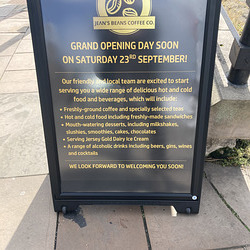 JEAN'S BEANS COFFEE CO.
GRAND OPENING DAY SOON
ON SATURDAY 23RD SEPTEMBER!
Our friendly and local team are excited to start
serving you a wide range of delicious hot and cold
food and beverages, which will include:
• Freshly-ground coffee and specially selected teas
• Hot and cold food including freshly-made sandwiches
• Mouth-watering desserts, including milkshakes,
slushies, smoothies, cakes, chocolates
• Serving Jersey Gold Dairy Ice Cream
• A range of alcoholic drinks including beers, gins, wines
and cocktails
WE LOOK FORWARD TO WELCOMING YOU SOON!